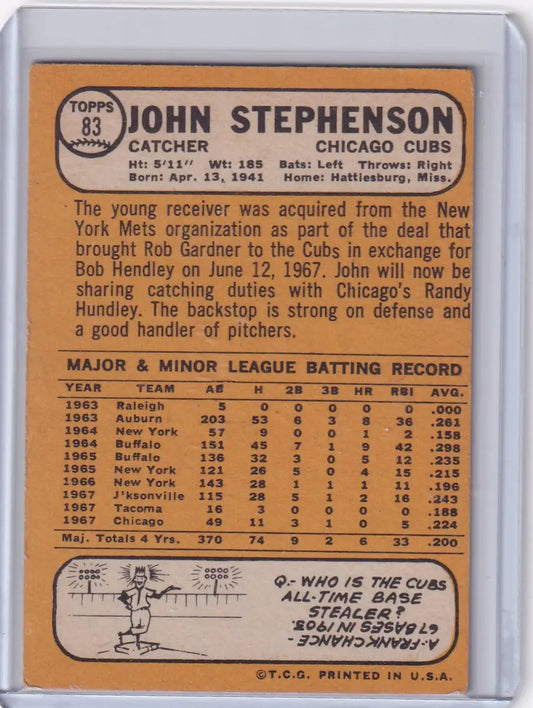 TOPPS
83
JOHN STEPHENSON
CATCHER CHICAGO CUBS
Ht: 5'11" Wt: 185 Bats: Left Throws: Right
Born: Apr. 13, 1941 Home: Hattiesburg, Miss.
The young receiver was acquired from the New
York Mets organization as part of the deal that
brought Rob Gardner to the Cubs in exchange for
Bob Hendley on June 12, 1967. John will now be
sharing catching duties with Chicago's Randy
Hundley. The backstop is strong on defense and
a good handler of pitchers.
MAJOR & MINOR LEAGUE BATTING RECORD
YEAR TEAM AB H 2B 3B HR RBI AVG.
1963 Raleigh 5 0 0 0 0 0 .000
1963 Auburn 203 53 6 3 8 36 .261
1964 New York 57 9 0 0 1 2 .158
1964 Buffalo 151 45 7 1 9 42 .298
1965 Buffalo 136 32 3 0 5 12 .235
1965 New York 121 26 5 0 4 15 .215
1966 New York 143 28 1 1 1 11 .196
1967 J'ksonville 115 28 5 1 2 16 .243
1967 Tacoma 16 3 0 0 0 0 .188
1967 Chicago 49 11 3 1 0 5 .224
Maj. Totals 4 Yrs. 370 74 9 2 6 33 .200
Q.- WHO IS THE CUBS
ALL-TIME BASE
STEALER?
A-FRANK CHANCE-
67 BASES IN 1903.
©T.C.G. PRINTED IN U.S.A.